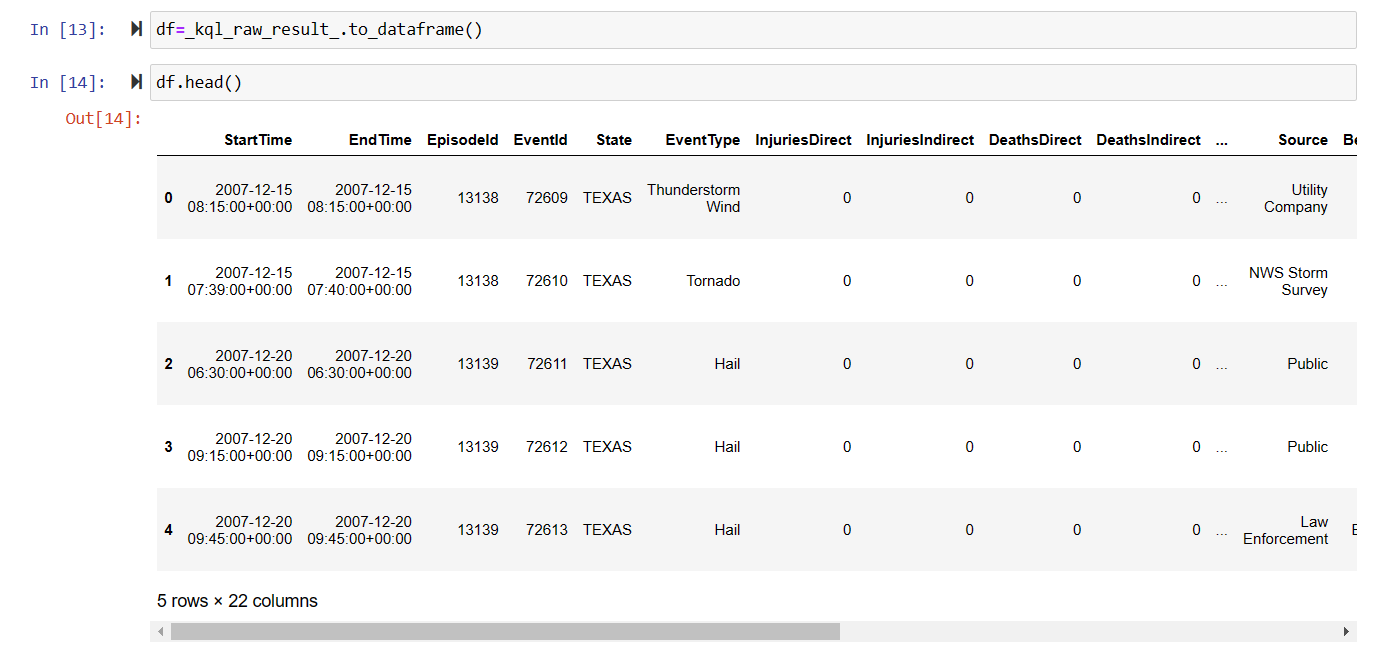 In [13]: df=_kql_raw_result_.to_dataframe()
In [14]: df.head()
Out[14]:
StartTime EndTime EpisodeId EventId State EventType InjuriesDirect InjuriesIndirect DeathsDirect DeathsIndirect ... Source
0 2007-12-15 08:15:00+00:00 2007-12-15 08:15:00+00:00 13138 72609 TEXAS Thunderstorm Wind 0 0 0 0 ... Utility Company
1 2007-12-15 07:39:00+00:00 2007-12-15 07:40:00+00:00 13138 72610 TEXAS Tornado 0 0 0 0 ... NWS Storm Survey
2 2007-12-20 06:30:00+00:00 2007-12-20 06:30:00+00:00 13139 72611 TEXAS Hail 0 0 0 0 ... Public
3 2007-12-20 09:15:00+00:00 2007-12-20 09:15:00+00:00 13139 72612 TEXAS Hail 0 0 0 0 ... Public
4 2007-12-20 09:45:00+00:00 2007-12-20 09:45:00+00:00 13139 72613 TEXAS Hail 0 0 0 0 ... Law Enforcement
5 rows × 22 columns